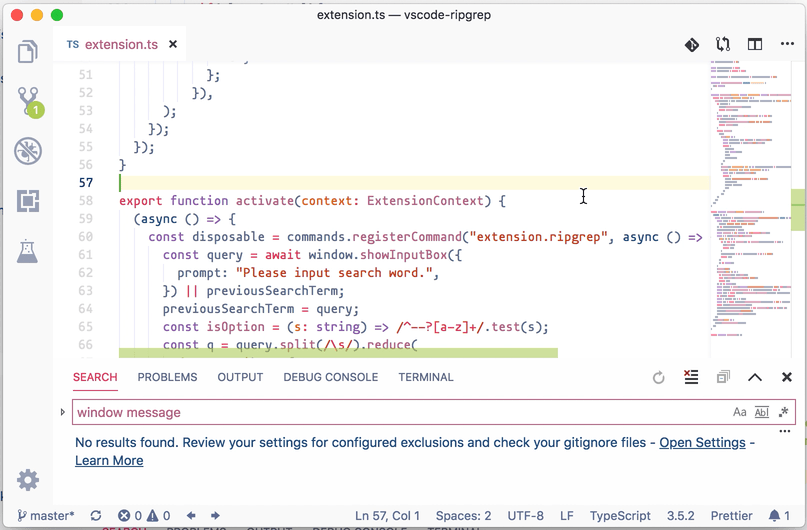 extension.ts — vscode-ripgrep
TS extension.ts
51 };
52 }),
53 );
54 });
55 });
56 }
57
58 export function activate(context: ExtensionContext) {
59 (async () => {
60 const disposable = commands.registerCommand("extension.ripgrep", async () =>
61 const query = await window.showInputBox({
62 prompt: "Please input search word.",
63 }) || previousSearchTerm;
64 previousSearchTerm = query;
65 const isOption = (s: string) => /^--?[a-z]+/.test(s);
66 const q = query.split(/\s/).reduce(
1
SEARCH PROBLEMS OUTPUT DEBUG CONSOLE TERMINAL
window message Aa Abl .*
No results found. Review your settings for configured exclusions and check your gitignore files - Open Settings -
Learn More
master* 0 0 Ln 57, Col 1 Spaces: 2 UTF-8 LF TypeScript 3.5.2 Prettier 1